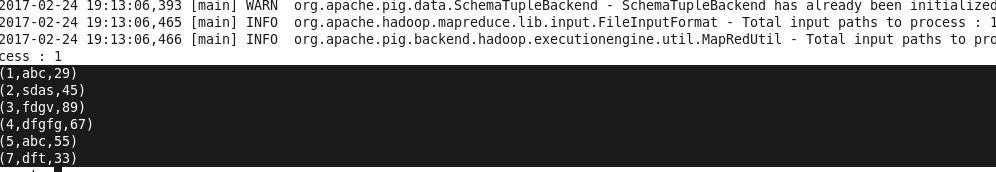 2017-02-24 19:13:06,393 [main] WARN  org.apache.pig.data.SchemaTupleBackend - SchemaTupleBackend has already been initialized
2017-02-24 19:13:06,465 [main] INFO  org.apache.hadoop.mapreduce.lib.input.FileInputFormat - Total input paths to process : 1
2017-02-24 19:13:06,466 [main] INFO  org.apache.pig.backend.hadoop.executionengine.util.MapRedUtil - Total input paths to pro
cess : 1
(1,abc,29)
(2,sdas,45)
(3,fdgv,89)
(4,dfgfg,67)
(5,abc,55)
(7,dft,33)